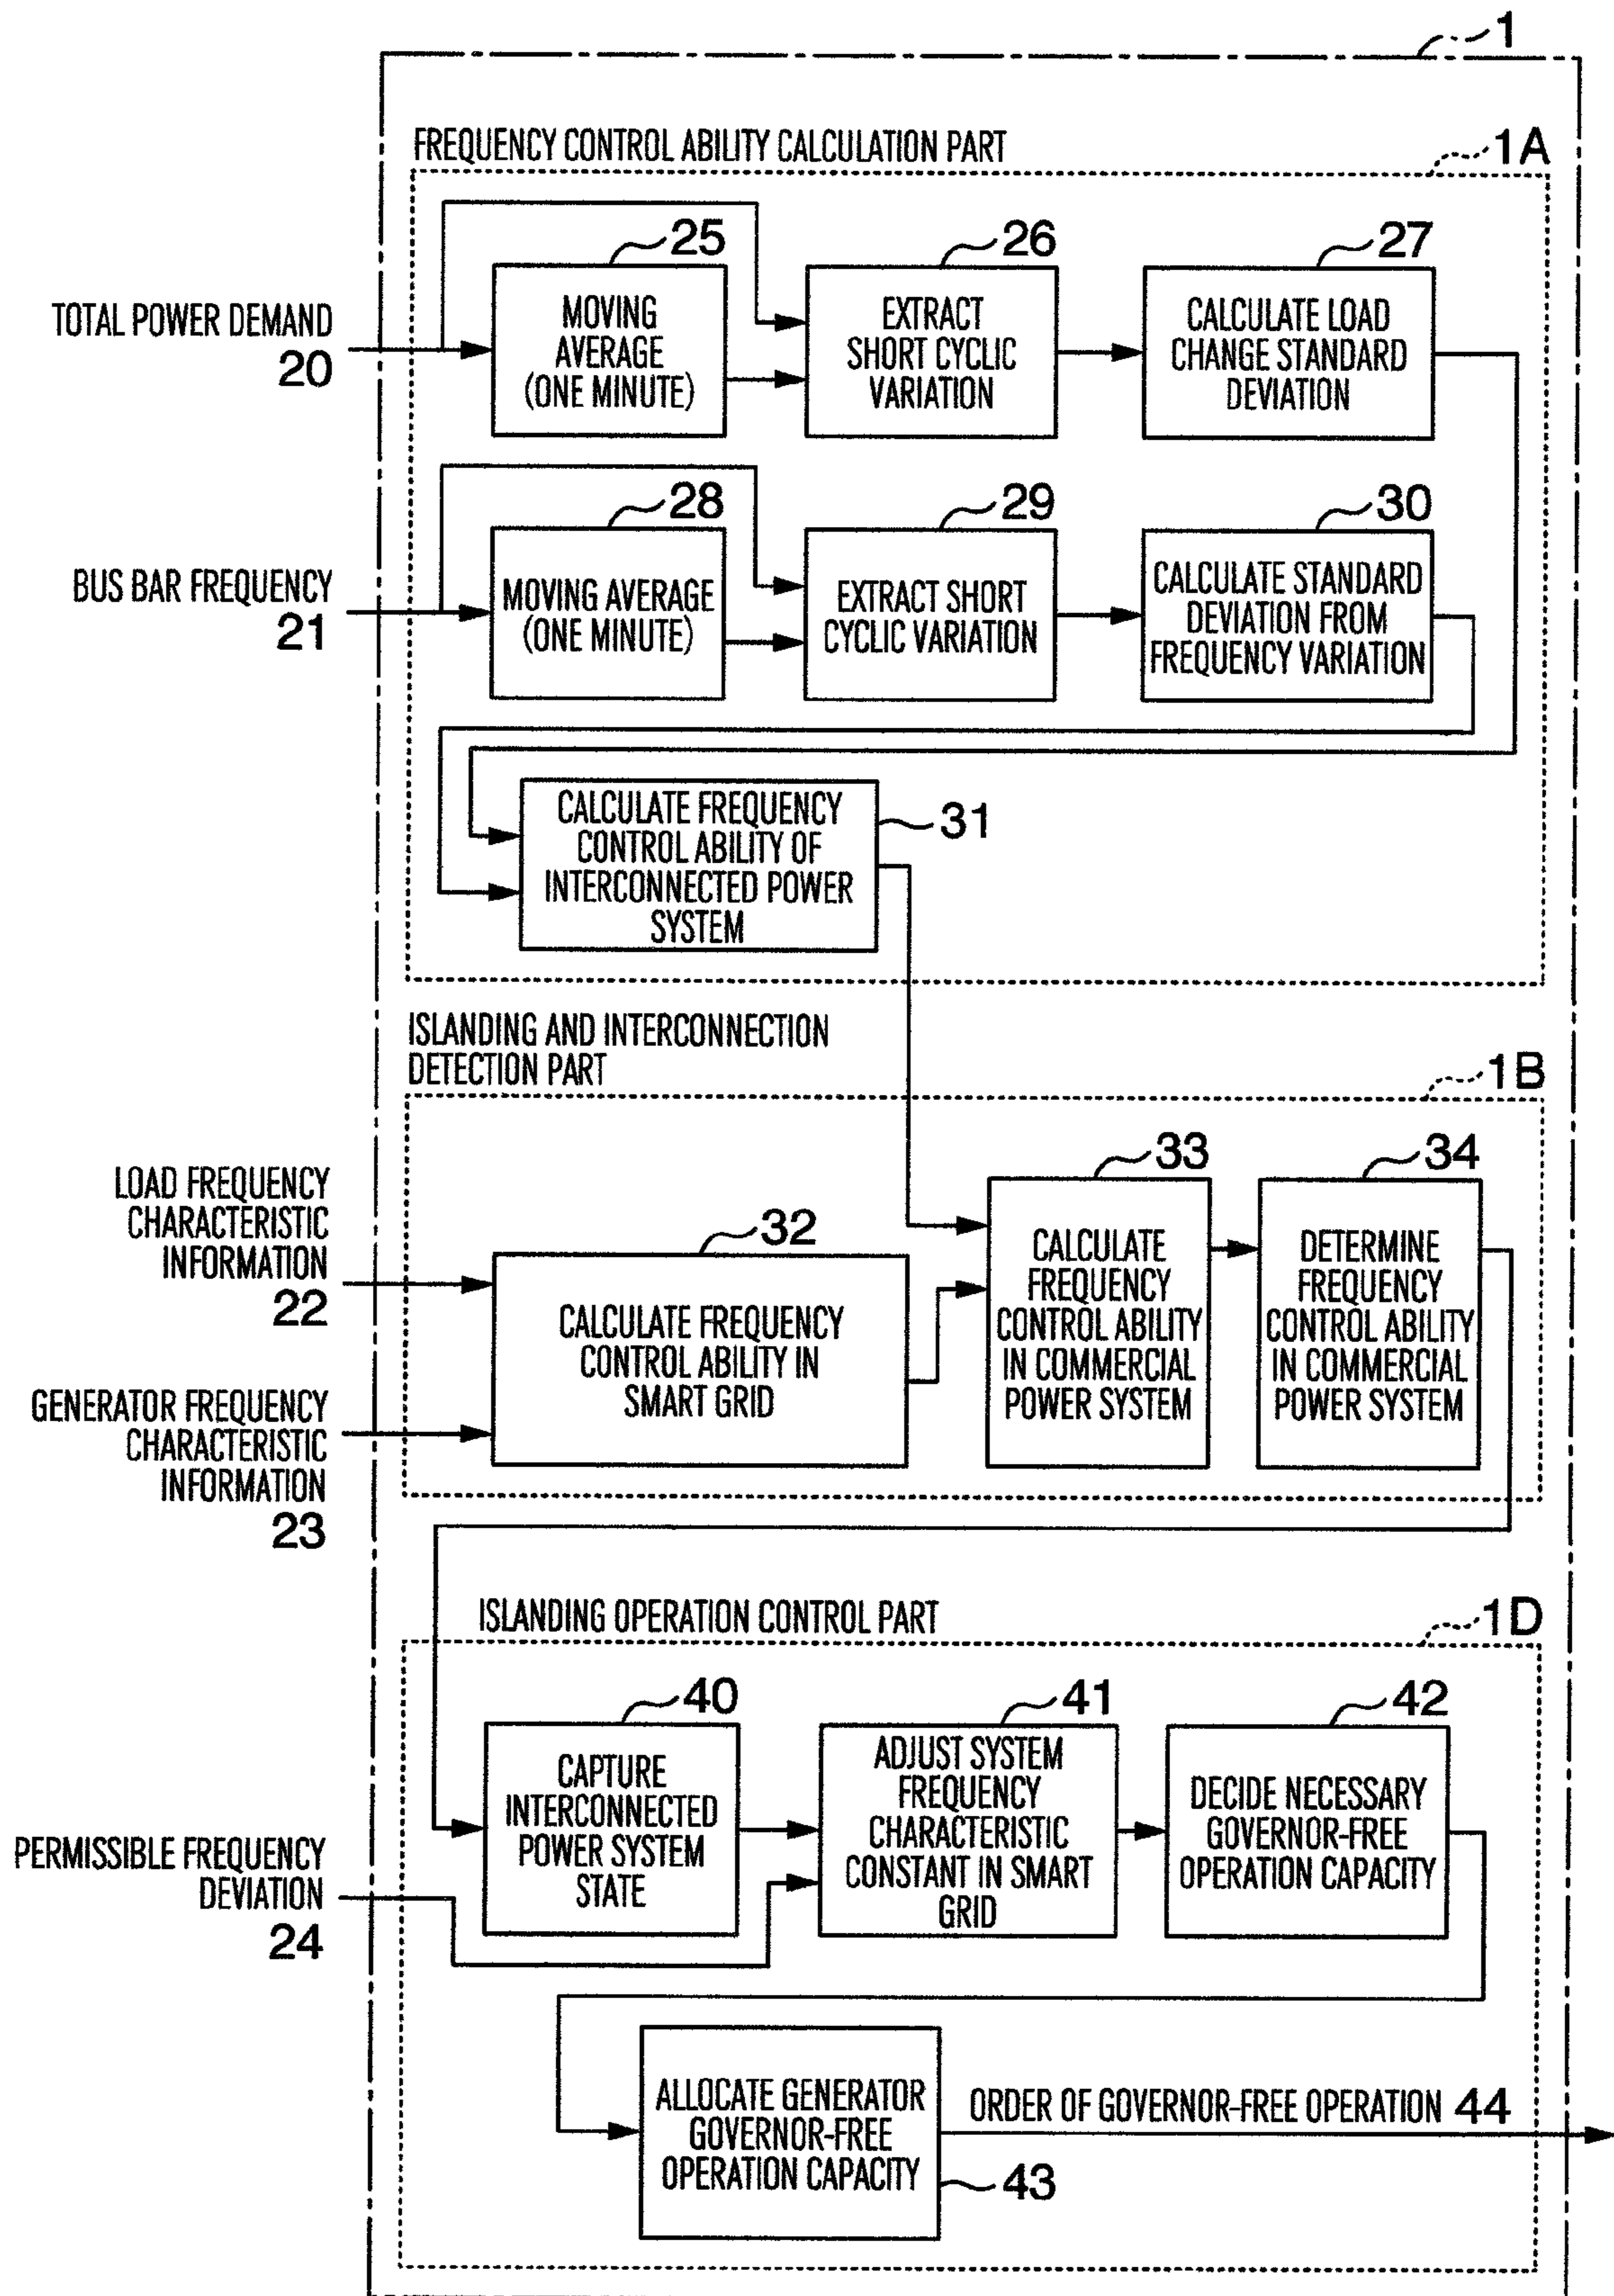 1
FREQUENCY CONTROL ABILITY CALCULATION PART
1A
25
26
27
TOTAL POWER DEMAND
20
MOVING
AVERAGE
(ONE MINUTE)
EXTRACT
SHORT CYCLIC
VARIATION
CALCULATE LOAD
CHANGE STANDARD
DEVIATION
28
29
30
BUS BAR FREQUENCY
21
MOVING AVERAGE
(ONE MINUTE)
EXTRACT SHORT
CYCLIC VARIATION
CALCULATE STANDARD
DEVIATION FROM
FREQUENCY VARIATION
CALCULATE FREQUENCY
CONTROL ABILITY OF
INTERCONNECTED POWER
SYSTEM
31
ISLANDING AND INTERCONNECTION
DETECTION PART
1B
LOAD FREQUENCY
CHARACTERISTIC
INFORMATION
22
GENERATOR FREQUENCY
CHARACTERISTIC
INFORMATION
23
32
CALCULATE FREQUENCY
CONTROL ABILITY IN
SMART GRID
33
CALCULATE
FREQUENCY
CONTROL ABILITY
IN COMMERCIAL
POWER SYSTEM
34
DETERMINE
FREQUENCY
CONTROL ABILITY
IN COMMERCIAL
POWER SYSTEM
ISLANDING OPERATION CONTROL PART
1D
PERMISSIBLE FREQUENCY
DEVIATION
24
40
CAPTURE
INTERCONNECTED
POWER SYSTEM
STATE
41
ADJUST SYSTEM
FREQUENCY
CHARACTERISTIC
CONSTANT IN SMART
GRID
42
DECIDE NECESSARY
GOVERNOR-FREE
OPERATION CAPACITY
ALLOCATE GENERATOR
GOVERNOR-FREE
OPERATION CAPACITY
43
ORDER OF GOVERNOR-FREE OPERATION 44